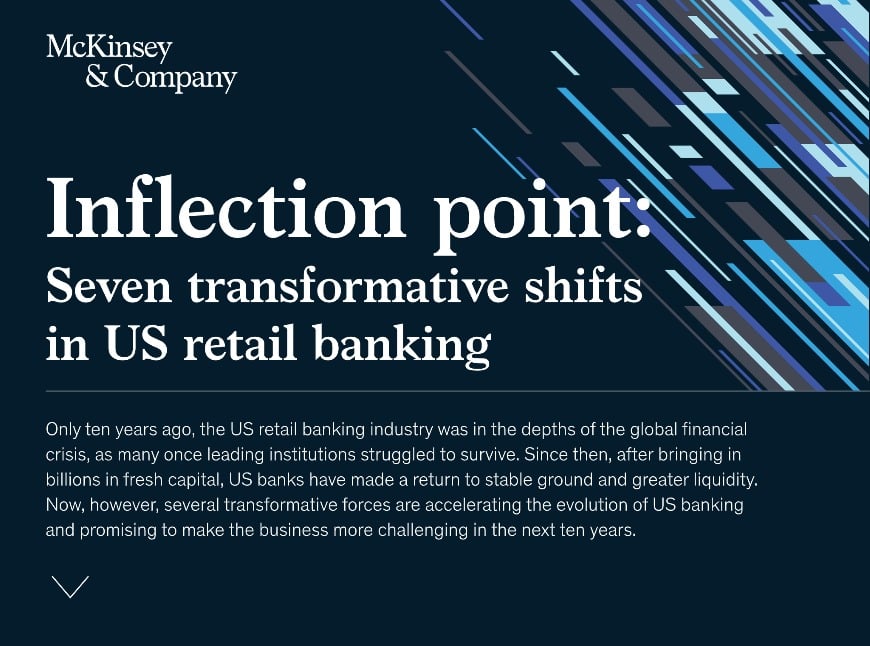 McKinsey
& Company
Inflection point:
Seven transformative shifts
in US retail banking
Only ten years ago, the US retail banking industry was in the depths of the global financial
crisis, as many once leading institutions struggled to survive. Since then, after bringing in
billions in fresh capital, US banks have made a return to stable ground and greater liquidity.
Now, however, several transformative forces are accelerating the evolution of US banking
and promising to make the business more challenging in the next ten years.